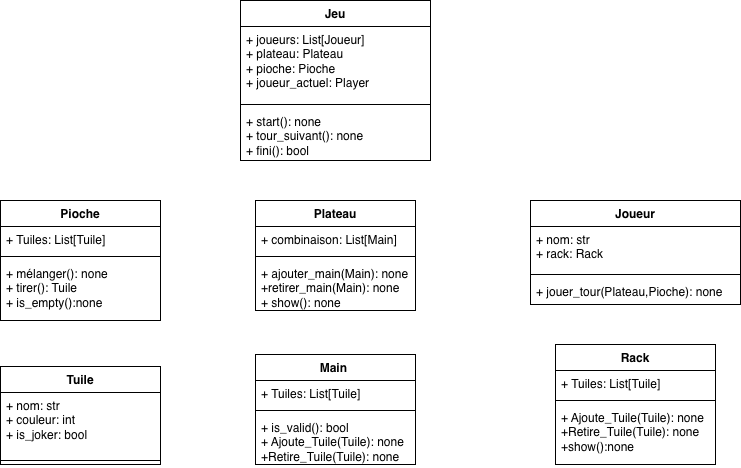 Jeu
+ joueurs: List[Joueur]
+ plateau: Plateau
+ pioche: Pioche
+ joueur_actuel: Player
+ start(): none
+ tour_suivant(): none
+ fini(): bool
Pioche
+ Tuiles: List[Tuile]
+ mélanger(): none
+ tirer(): Tuile
+ is_empty():none
Plateau
+ combinaison: List[Main]
+ ajouter_main(Main): none
+retirer_main(Main): none
+ show(): none
Joueur
+ nom: str
+ rack: Rack
+ jouer_tour(Plateau,Pioche): none
Tuile
+ nom: str
+ couleur: int
+ is_joker: bool
Main
+ Tuiles: List[Tuile]
+ is_valid(): bool
+ Ajoute_Tuile(Tuile): none
+Retire_Tuile(Tuile): none
Rack
+ Tuiles: List[Tuile]
+ Ajoute_Tuile(Tuile): none
+Retire_Tuile(Tuile): none
+show():none